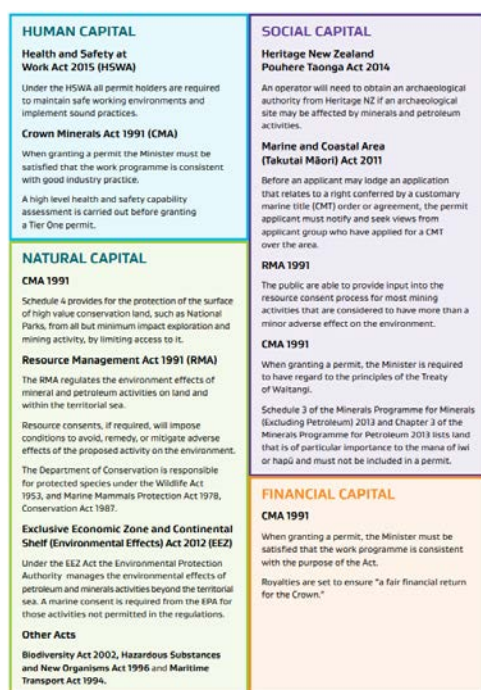 HUMAN CAPITAL
Health and Safety at
Work Act 2015 (HSWA)
Under the HSWA all permit holders are required
to maintain safe working environments and
implement sound practices.
Crown Minerals Act 1991 (CMA)
When granting a permit the Minister must be
satisfied that the work programme is consistent
with good industry practice.
A high level health and safety capability
assessment is carried out before granting
a Tier One permit.
NATURAL CAPITAL
CMA 1991
Schedule 4 provides for the protection of the surface
of high value conservation land, such as National
Parks, from all but minimum impact exploration and
mining activity, by limiting access to it.
Resource Management Act 1991 (RMA)
The RMA regulates the environment effects of
mineral and petroleum activities on land and
within the territorial sea.
Resource consents, if required, will impose
conditions to avoid, remedy, or mitigate adverse
effects of the proposed activity on the environment.
The Department of Conservation is responsible
for protected species under the Wildlife Act
1953, and Marine Mammals Protection Act 1978,
Conservation Act 1987.
Exclusive Economic Zone and Continental
Shelf (Environmental Effects) Act 2012 (EEZ)
Under the EEZ Act the Environmental Protection
Authority manages the environmental effects of
petroleum and minerals activities beyond the territorial
sea. A marine consent is required from the EPA for
those activities not permitted in the regulations.
Other Acts
Biodiversity Act 2002, Hazardous Substances
and New Organisms Act 1996 and Maritime
Transport Act 1994.
SOCIAL CAPITAL
Heritage New Zealand
Pouhere Taonga Act 2014
An operator will need to obtain an archaeological
authority from Heritage NZ if an archaeological
site may be affected by minerals and petroleum
activities.
Marine and Coastal Area
(Takutai Māori) Act 2011
Before an applicant may lodge an application
that relates to a right conferred by a customary
marine title (CMT) order or agreement, the permit
applicant must notify and seek views from
applicant group who have applied for a CMT
over the area.
RMA 1991
The public are able to provide input into the
resource consent process for most mining
activities that are considered to have more than a
minor adverse effect on the environment.
CMA 1991
When granting a permit, the Minister is required
to have regard to the principles of the Treaty
of Waitangi.
Schedule 3 of the Minerals Programme for Minerals
(Excluding Petroleum) 2013 and Chapter 3 of the
Minerals Programme for Petroleum 2013 lists land
that is of particular importance to the mana of iwi
or hapū and must not be included in a permit.
FINANCIAL CAPITAL
CMA 1991
When granting a permit, the Minister must be
satisfied that the work programme is consistent
with the purpose of the Act.
Royalties are set to ensure "a fair financial return
for the Crown."